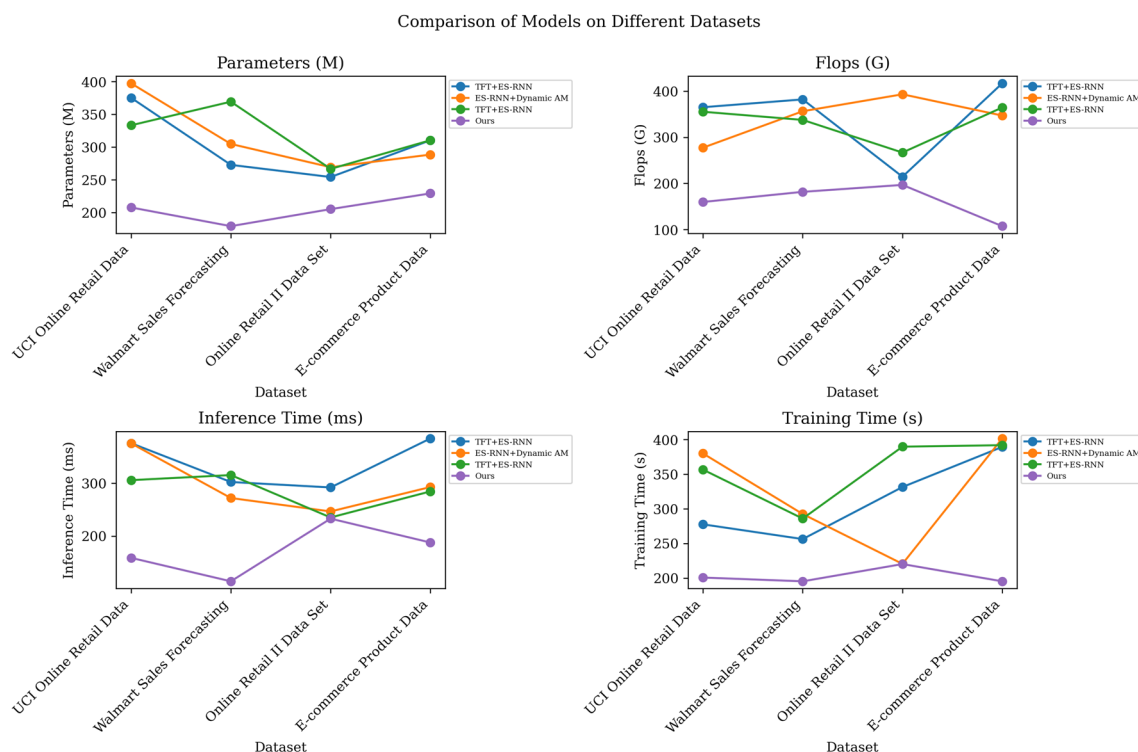 Comparison of Models on Different Datasets
Parameters (M)
Parameters (M)
400
350
300
250
200
UCI Online Retail Data
Walmart Sales Forecasting
Online Retail II Data Set
E-commerce Product Data
Dataset
TFT+ES-RNN
ES-RNN+Dynamic AM
TFT+ES-RNN
Ours
Flops (G)
Flops (G)
400
300
200
100
UCI Online Retail Data
Walmart Sales Forecasting
Online Retail II Data Set
E-commerce Product Data
Dataset
TFT+ES-RNN
ES-RNN+Dynamic AM
TFT+ES-RNN
Ours
Inference Time (ms)
Inference Time (ms)
300
200
UCI Online Retail Data
Walmart Sales Forecasting
Online Retail II Data Set
E-commerce Product Data
Dataset
TFT+ES-RNN
ES-RNN+Dynamic AM
TFT+ES-RNN
Ours
Training Time (s)
Training Time (s)
400
350
300
250
200
UCI Online Retail Data
Walmart Sales Forecasting
Online Retail II Data Set
E-commerce Product Data
Dataset
TFT+ES-RNN
ES-RNN+Dynamic AM
TFT+ES-RNN
Ours